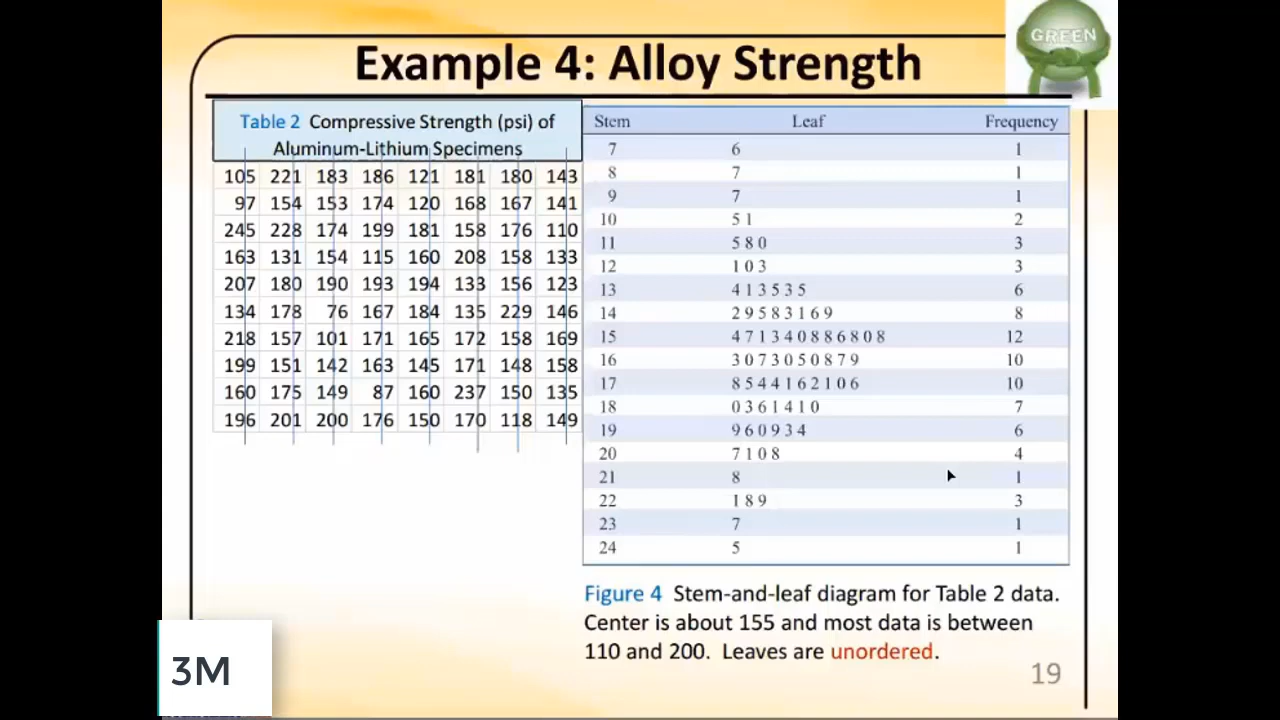 GREEN
Example 4: Alloy Strength
Table 2 Compressive Strength (psi) of
Aluminum-Lithium Specimens
105 221 183 186 121 181 180 143
97 154 153 174 120 168 167 141
245 228 174 199 181 158 176 110
163 131 154 115 160 208 158 133
207 180 190 193 194 133 156 123
134 178 76 167 184 135 229 146
218 157 101 171 165 172 158 169
199 151 142 163 145 171 148 158
160 175 149 87 160 237 150 135
196 201 200 176 150 170 118 149
Stem Leaf Frequency
7 6 1
8 7 1
9 7 1
10 5 1 2
11 5 8 0 3
12 1 0 3 3
13 4 1 3 5 3 5 6
14 2 9 5 8 3 1 6 9 8
15 4 7 1 3 4 0 8 8 6 8 0 8 12
16 3 0 7 3 0 5 0 8 7 9 10
17 8 5 4 4 1 6 2 1 0 6 10
18 0 3 6 1 4 1 0 7
19 9 6 0 9 3 4 6
20 7 1 0 8 4
21 8 1
22 1 8 9 3
23 7 1
24 5 1
Figure 4 Stem-and-leaf diagram for Table 2 data.
Center is about 155 and most data is between
110 and 200. Leaves are unordered.
19
3M